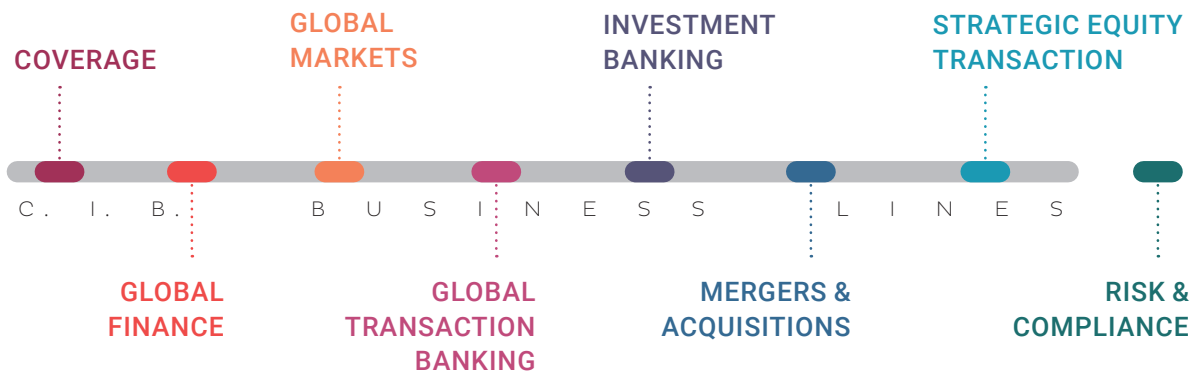 COVERAGE
GLOBAL
MARKETS
INVESTMENT
BANKING
STRATEGIC EQUITY
TRANSACTION
C. I. B. BUSINESS LINES
GLOBAL
FINANCE
GLOBAL
TRANSACTION
BANKING
MERGERS &
ACQUISITIONS
RISK &
COMPLIANCE